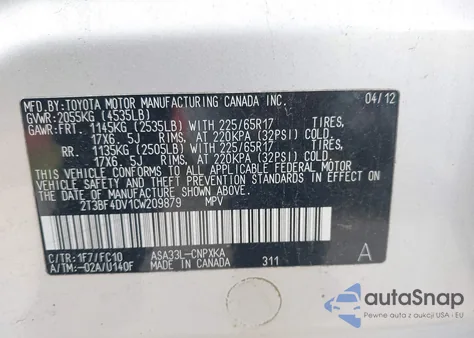 MFD.BY: TOYOTA MOTOR MANUFACTURING CANADA INC. 04/12
GVWR: 2055KG (4535LB)
GAWR: FRT. 1145KG (2535LB) WITH 225/65R17 TIRES,
17X6. 5J RIMS, AT 220KPA (32PSI) COLD.
RR. 1135KG (2505LB) WITH 225/65R17 TIRES,
17X6. 5J RIMS, AT 220KPA (32PSI) COLD.
THIS VEHICLE CONFORMS TO ALL APPLICABLE FEDERAL MOTOR
VEHICLE SAFETY STANDARDS IN EFFECT ON THE DATE OF
MANUFACTURE SHOWN ABOVE.
2T3BF4DV1CW209879 MPV
C/TR: 1F7/FC10 ASA33L-CNPXKA A
A/TM:-02A/U140F MADE IN CANADA 311
autoSnap
Pewne auta z aukcji USA i EU